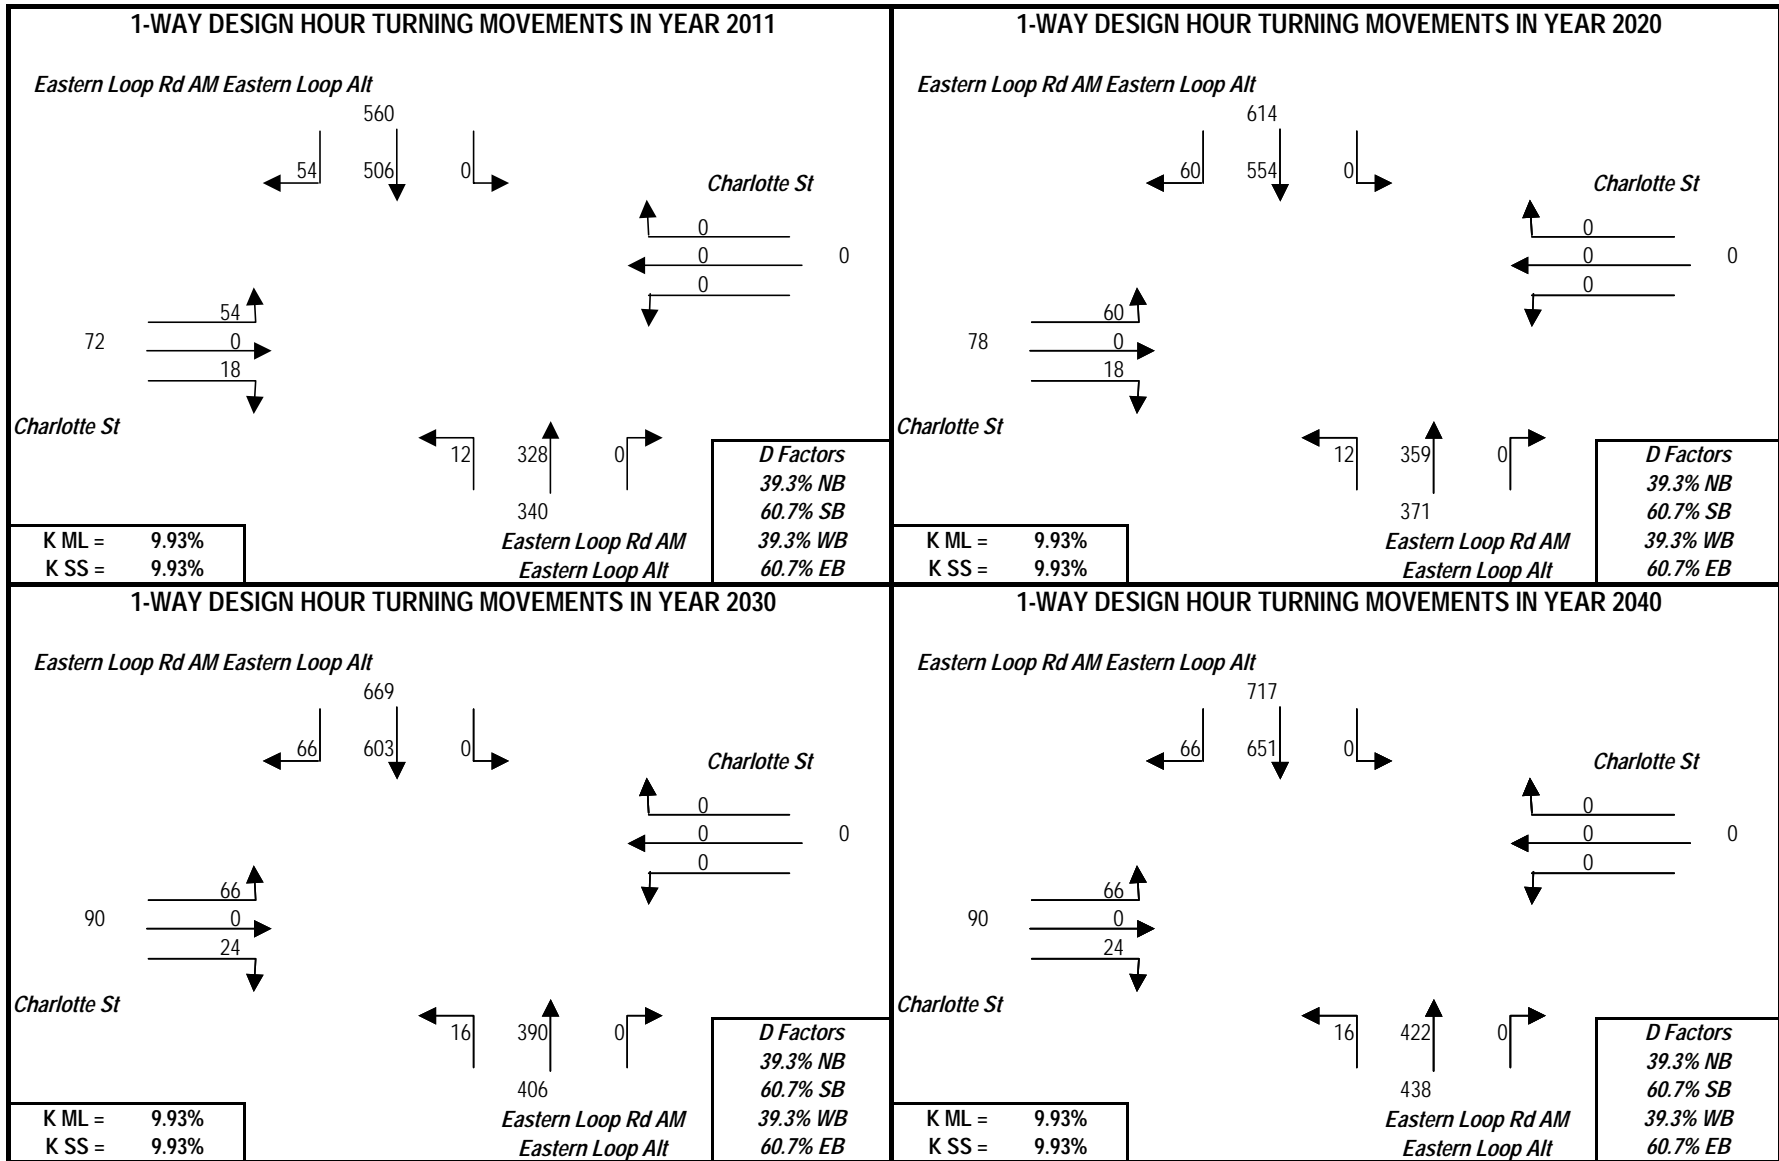 1-WAY DESIGN HOUR TURNING MOVEMENTS IN YEAR 2011
Eastern Loop Rd AM Eastern Loop Alt
560
54 506 0
Charlotte St
0
0 0
0
54
72 0
18
Charlotte St
12 328 0
340
Eastern Loop Rd AM
Eastern Loop Alt
D Factors
39.3% NB
60.7% SB
39.3% WB
60.7% EB
K ML = 9.93%
K SS = 9.93%
1-WAY DESIGN HOUR TURNING MOVEMENTS IN YEAR 2020
Eastern Loop Rd AM Eastern Loop Alt
614
60 554 0
Charlotte St
0
0 0
0
60
78 0
18
Charlotte St
12 359 0
371
Eastern Loop Rd AM
Eastern Loop Alt
D Factors
39.3% NB
60.7% SB
39.3% WB
60.7% EB
K ML = 9.93%
K SS = 9.93%
1-WAY DESIGN HOUR TURNING MOVEMENTS IN YEAR 2030
Eastern Loop Rd AM Eastern Loop Alt
669
66 603 0
Charlotte St
0
0 0
0
66
90 0
24
Charlotte St
16 390 0
406
Eastern Loop Rd AM
Eastern Loop Alt
D Factors
39.3% NB
60.7% SB
39.3% WB
60.7% EB
K ML = 9.93%
K SS = 9.93%
1-WAY DESIGN HOUR TURNING MOVEMENTS IN YEAR 2040
Eastern Loop Rd AM Eastern Loop Alt
717
66 651 0
Charlotte St
0
0 0
0
66
90 0
24
Charlotte St
16 422 0
438
Eastern Loop Rd AM
Eastern Loop Alt
D Factors
39.3% NB
60.7% SB
39.3% WB
60.7% EB
K ML = 9.93%
K SS = 9.93%